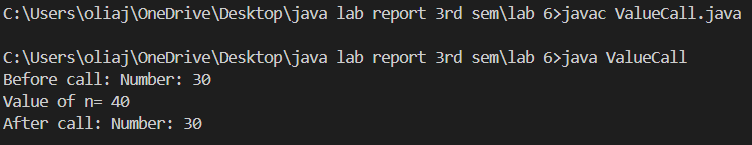 C:\Users\oliaj\OneDrive\Desktop\java lab report 3rd sem\lab 6>javac ValueCall.java
C:\Users\oliaj\OneDrive\Desktop\java lab report 3rd sem\lab 6>java ValueCall
Before call: Number: 30
Value of n= 40
After call: Number: 30